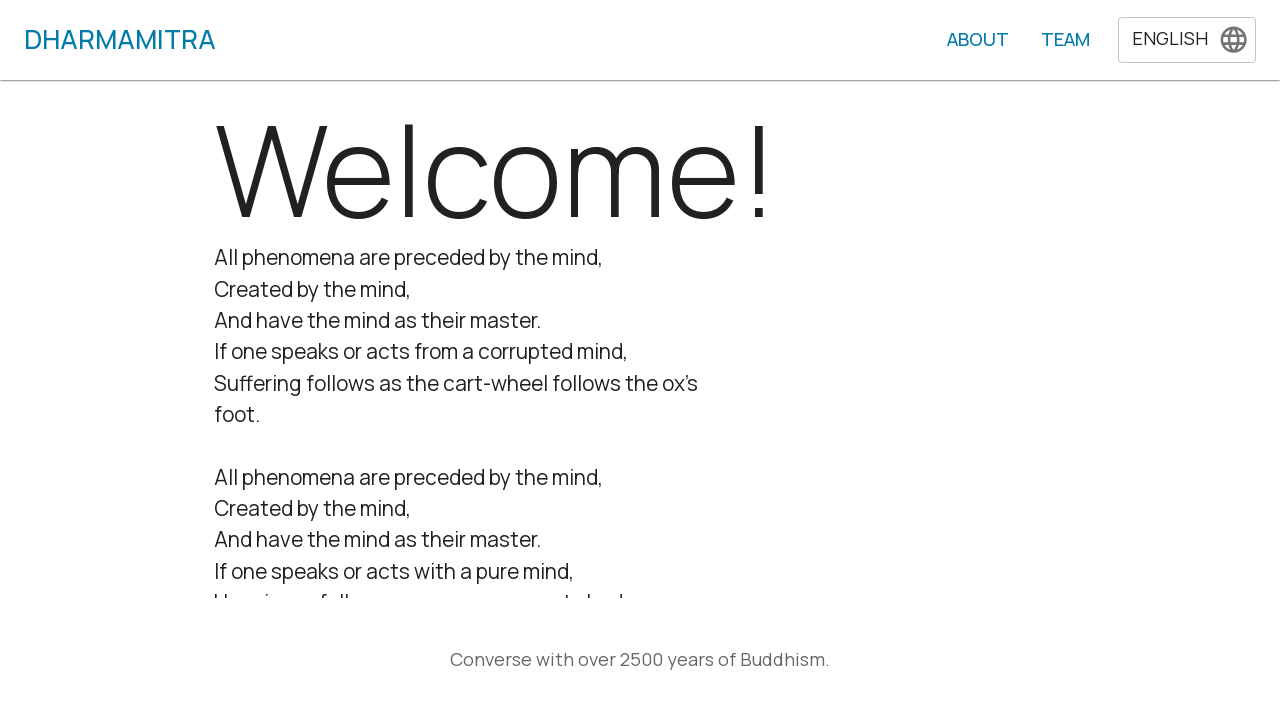 DHARMAMITRA
ABOUT
TEAM
ENGLISH
Welcome!
All phenomena are preceded by the mind,
Created by the mind,
And have the mind as their master.
If one speaks or acts from a corrupted mind,
Suffering follows as the cart-wheel follows the ox's
foot.
All phenomena are preceded by the mind,
Created by the mind,
And have the mind as their master.
If one speaks or acts with a pure mind,
Converse with over 2500 years of Buddhism.